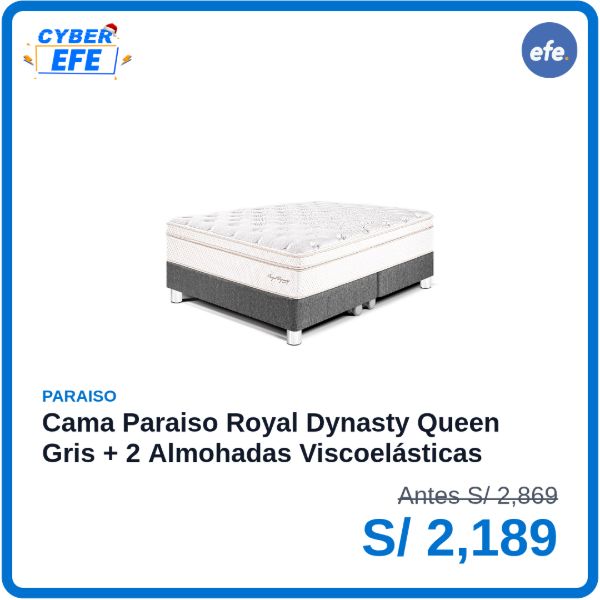 CYBER
EFE
efe.
PARAISO
Cama Paraiso Royal Dynasty Queen
Gris + 2 Almohadas Viscoelásticas
Antes S/ 2,869
S/ 2,189